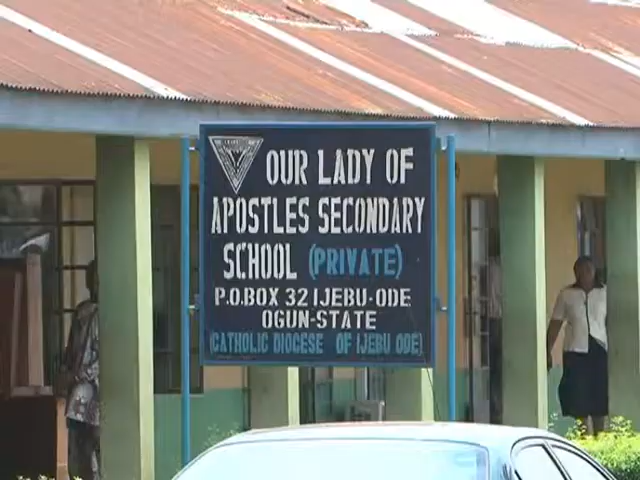 OUR LADY OF
APOSTLES SECONDARY
SCHOOL (PRIVATE)
P.O.BOX 32 IJEBU-ODE
OGUN-STATE
(CATHOLIC DIOCESE OF IJEBU ODE)